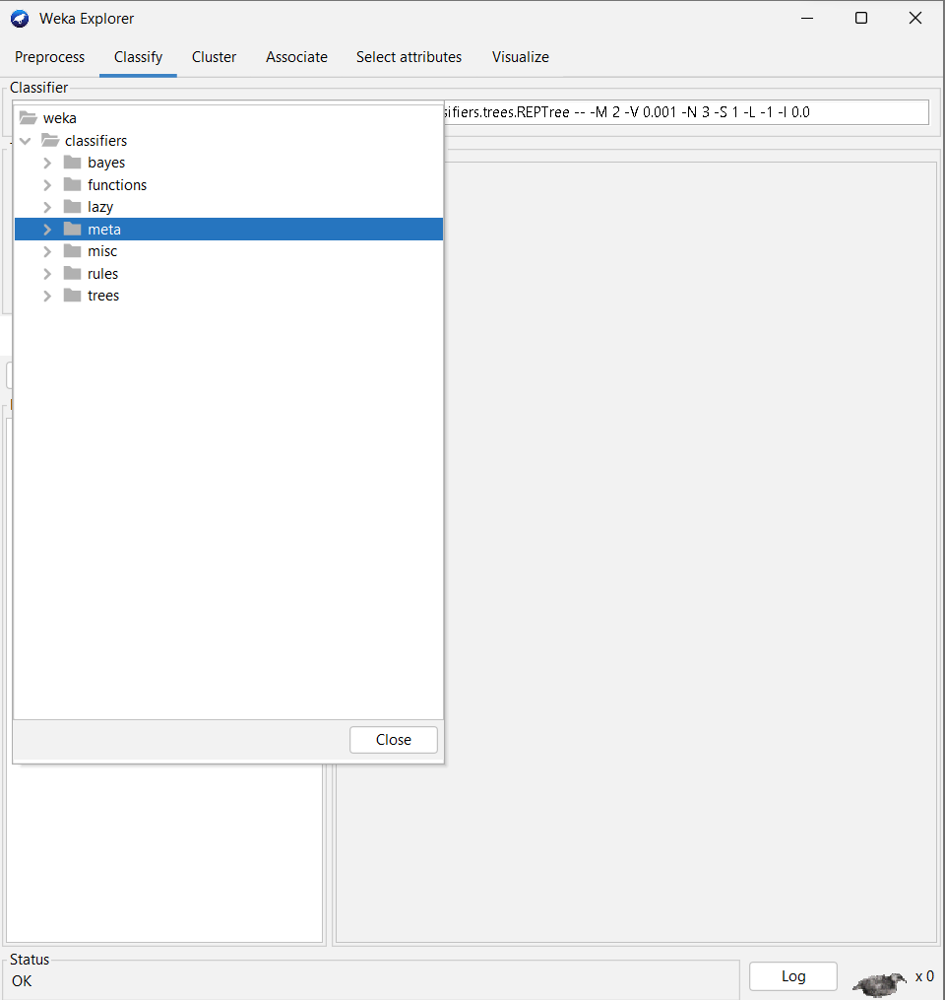 Weka Explorer
Preprocess Classify Cluster Associate Select attributes Visualize
Classifier
sifiers.trees.REPTree -- -M 2 -V 0.001 -N 3 -S 1 -L -1 -I 0.0
weka
classifiers
bayes
functions
lazy
meta
misc
rules
trees
Close
Status
OK
Log
x 0